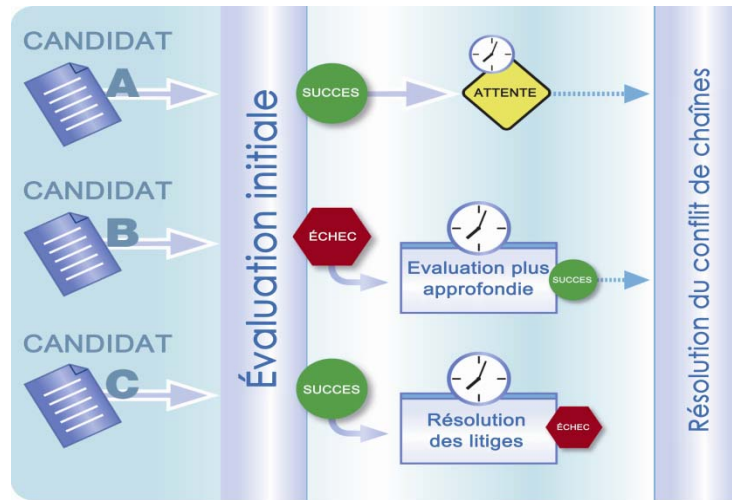 CANDIDAT
A
Évaluation initiale
SUCCES
ATTENTE
Résolution du conflit de chaînes
CANDIDAT
B
ÉCHEC
Evaluation plus
approfondie
SUCCES
CANDIDAT
C
SUCCES
Résolution
des litiges
ÉCHEC